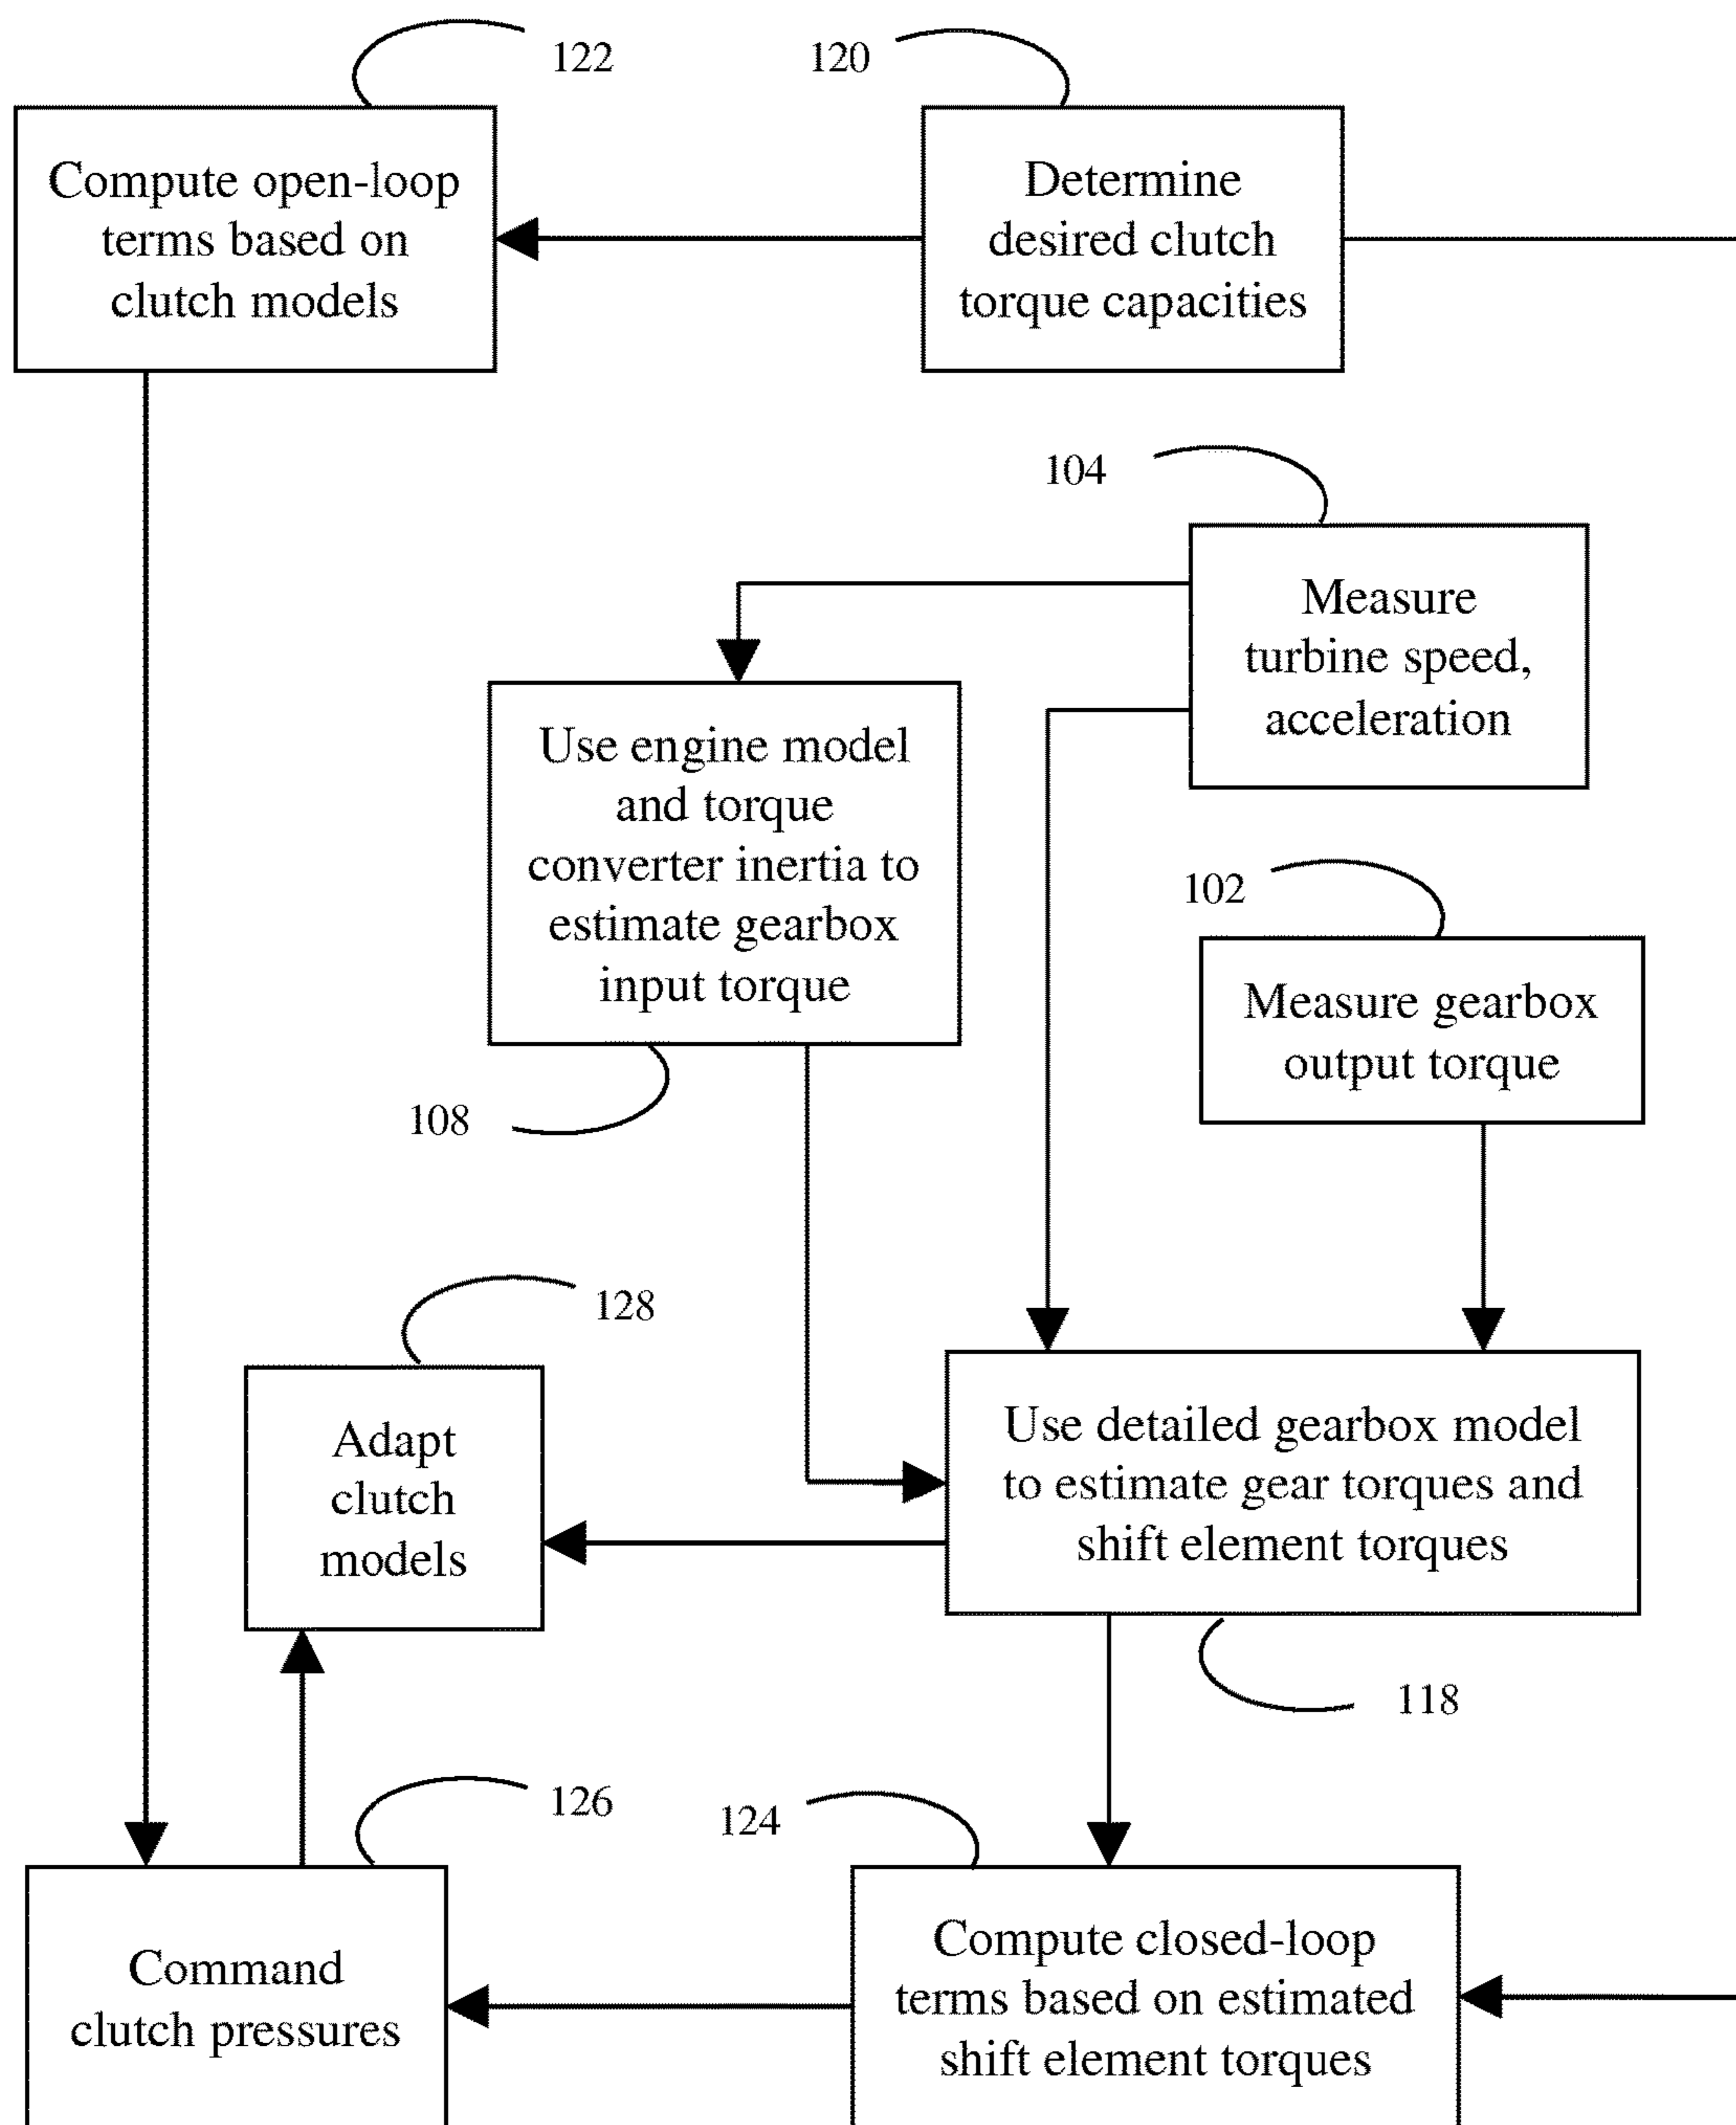 122
120
Compute open-loop
terms based on
clutch models
Determine
desired clutch
torque capacities
104
Measure
turbine speed,
acceleration
Use engine model
and torque
converter inertia to
estimate gearbox
input torque
102
Measure gearbox
output torque
108
128
Adapt
clutch
models
Use detailed gearbox model
to estimate gear torques and
shift element torques
118
126
124
Command
clutch pressures
Compute closed-loop
terms based on estimated
shift element torques